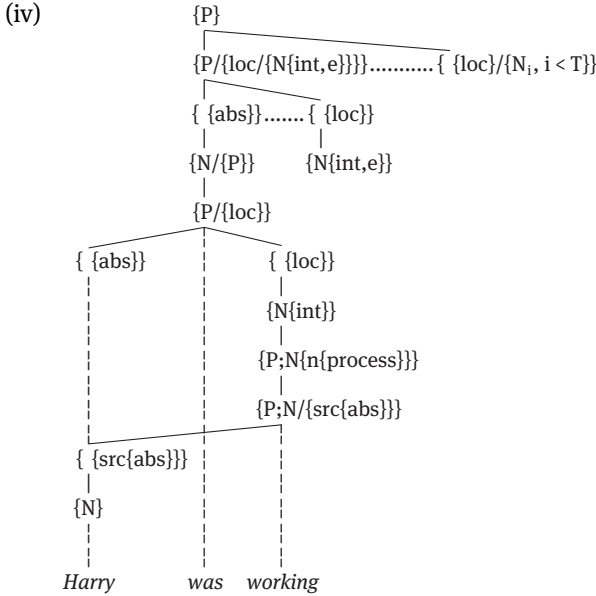 (iv) {P}
{P/{loc/{N{int,e}}}}...........{ {loc}/{Nᵢ, i < T}}
{ {abs}}.......{ {loc}}
{N/{P}} {N{int,e}}
{P/{loc}}
{ {abs}} { {loc}}
{N{int}}
{P;N{n{process}}}
{P;N/{src{abs}}}
{ {src{abs}}}
{N}
Harry was working